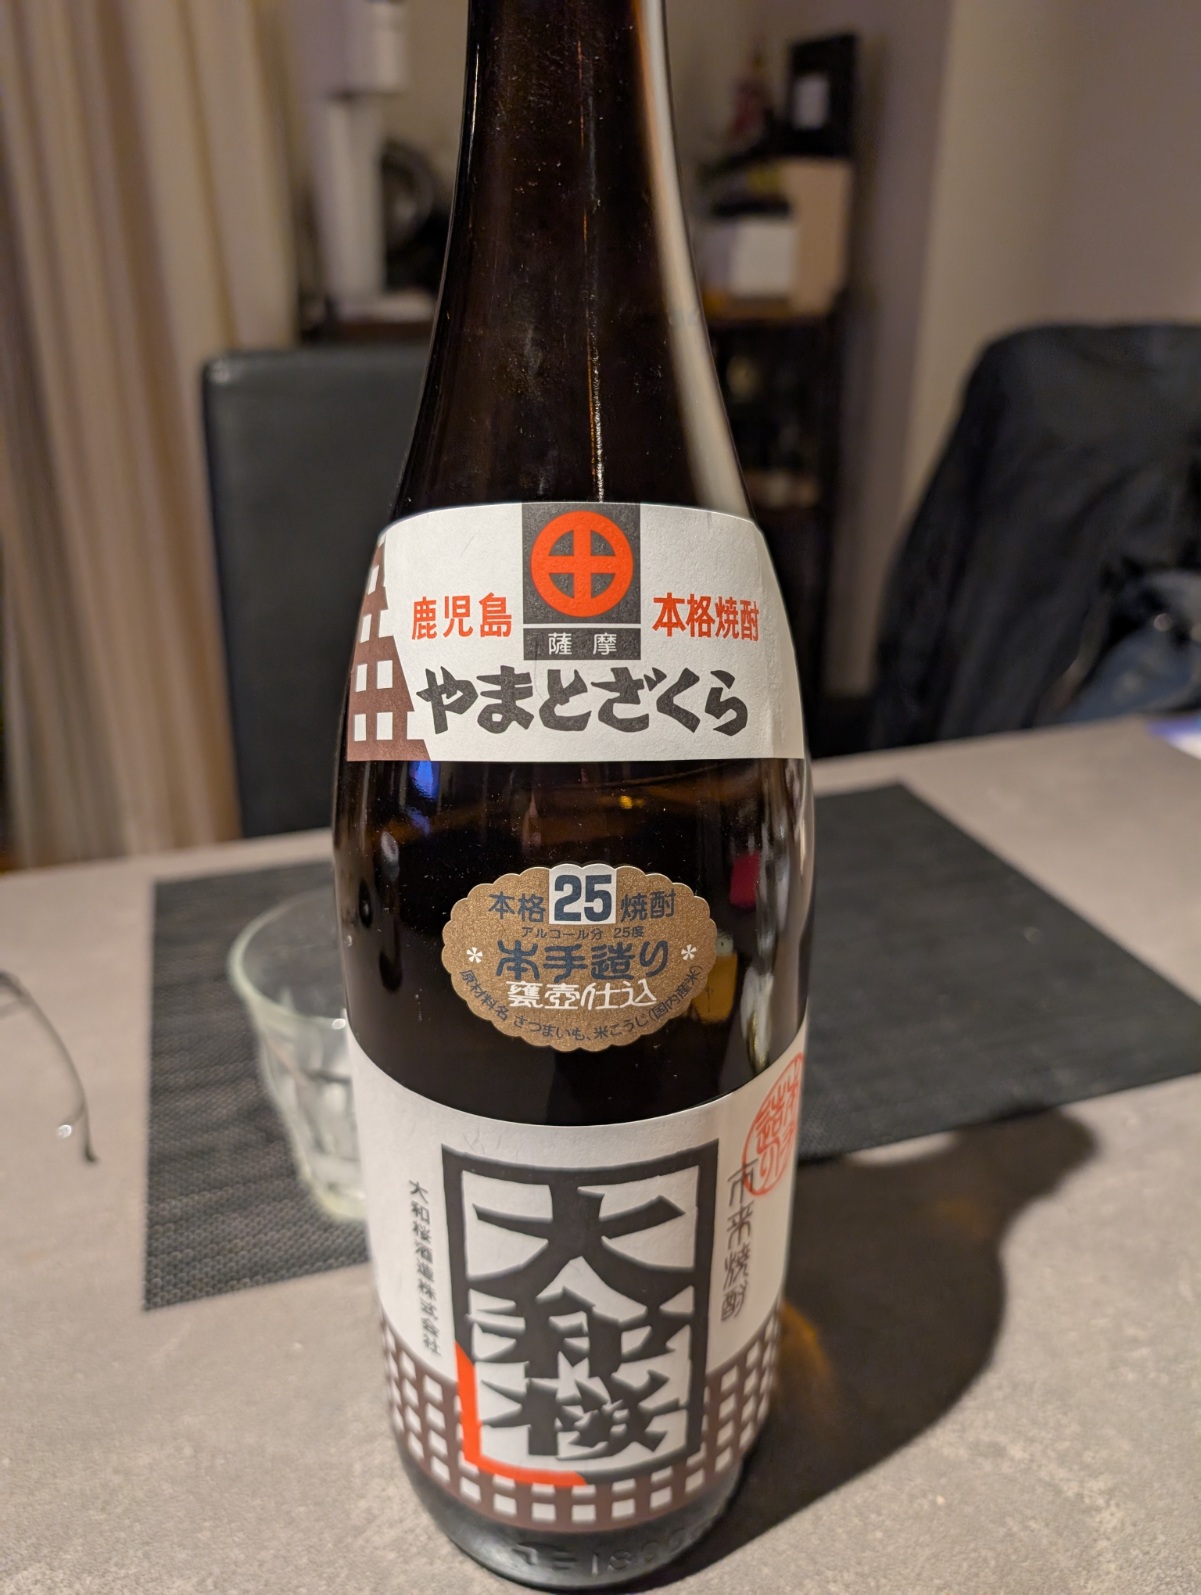 鹿児島
薩摩
本格焼酎
やまとざくら
本格 25 焼酎
アルコール分 25度
本手造り
甕壺仕込
原材料名 さつまいも、米こうじ(国内産米)
大和桜
市来焼酎
大和桜酒造株式会社